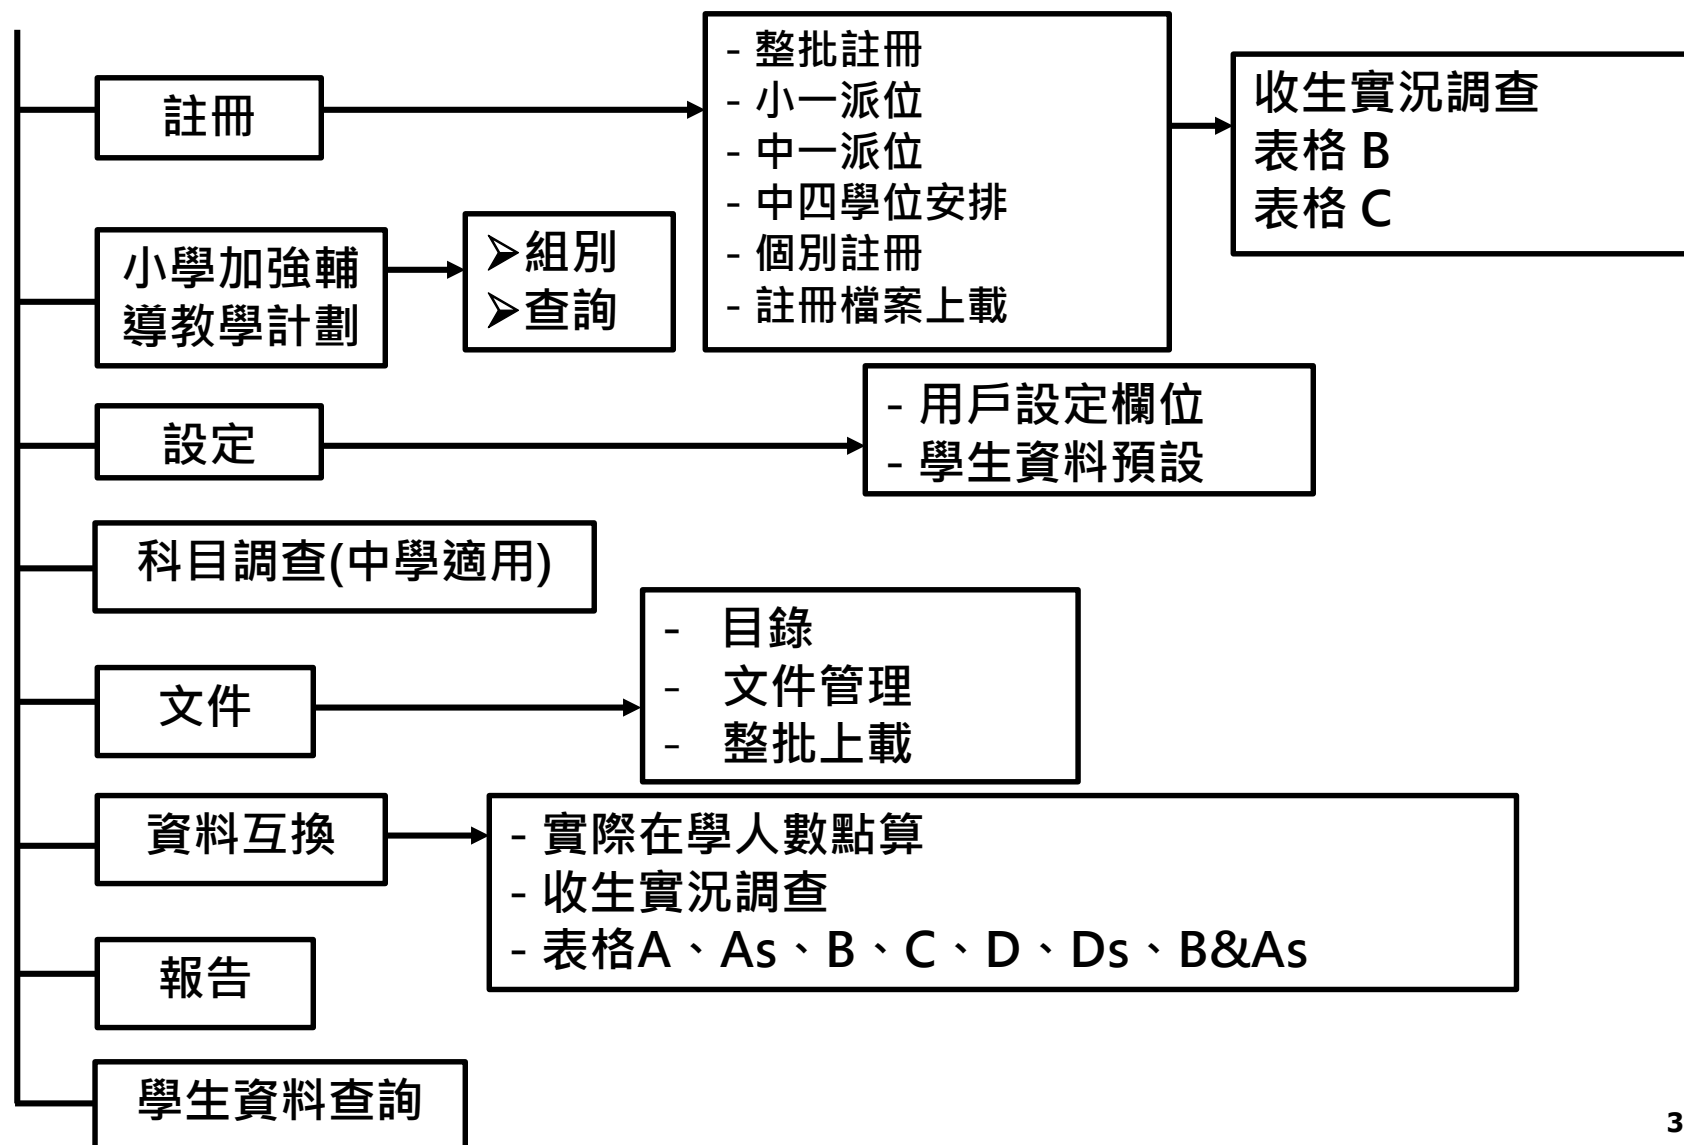 註冊
- 整批註冊
- 小一派位
- 中一派位
- 中四學位安排
- 個別註冊
- 註冊檔案上載
收生實況調查
表格 B
表格 C
小學加強輔
導教學計劃
➢組別
➢查詢
設定
- 用戶設定欄位
- 學生資料預設
科目調查(中學適用)
文件
- 目錄
- 文件管理
- 整批上載
資料互換
- 實際在學人數點算
- 收生實況調查
- 表格A、As、B、C、D、Ds、B&As
報告
學生資料查詢
3